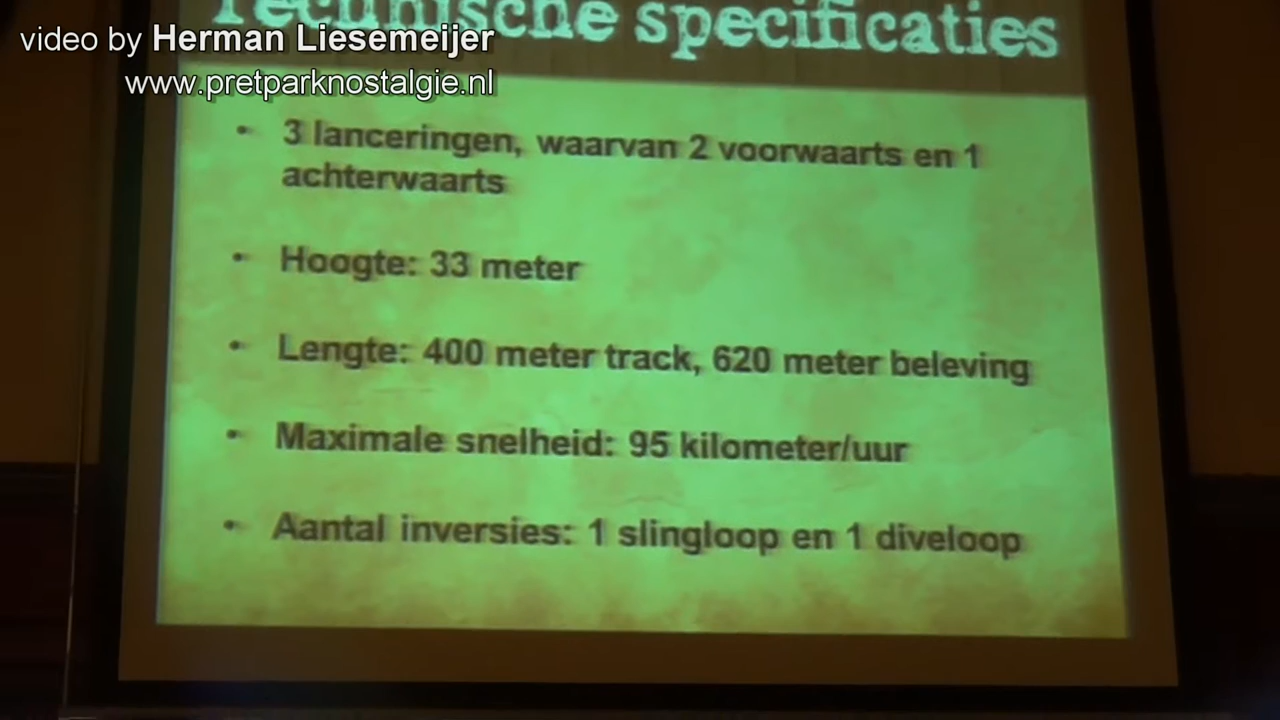 Technische specificaties
video by Herman Liesemeijer
www.pretparknostalgie.nl
• 3 lanceringen, waarvan 2 voorwaarts en 1
achterwaarts
• Hoogte: 33 meter
• Lengte: 400 meter track, 620 meter beleving
• Maximale snelheid: 95 kilometer/uur
• Aantal inversies: 1 slingloop en 1 diveloop